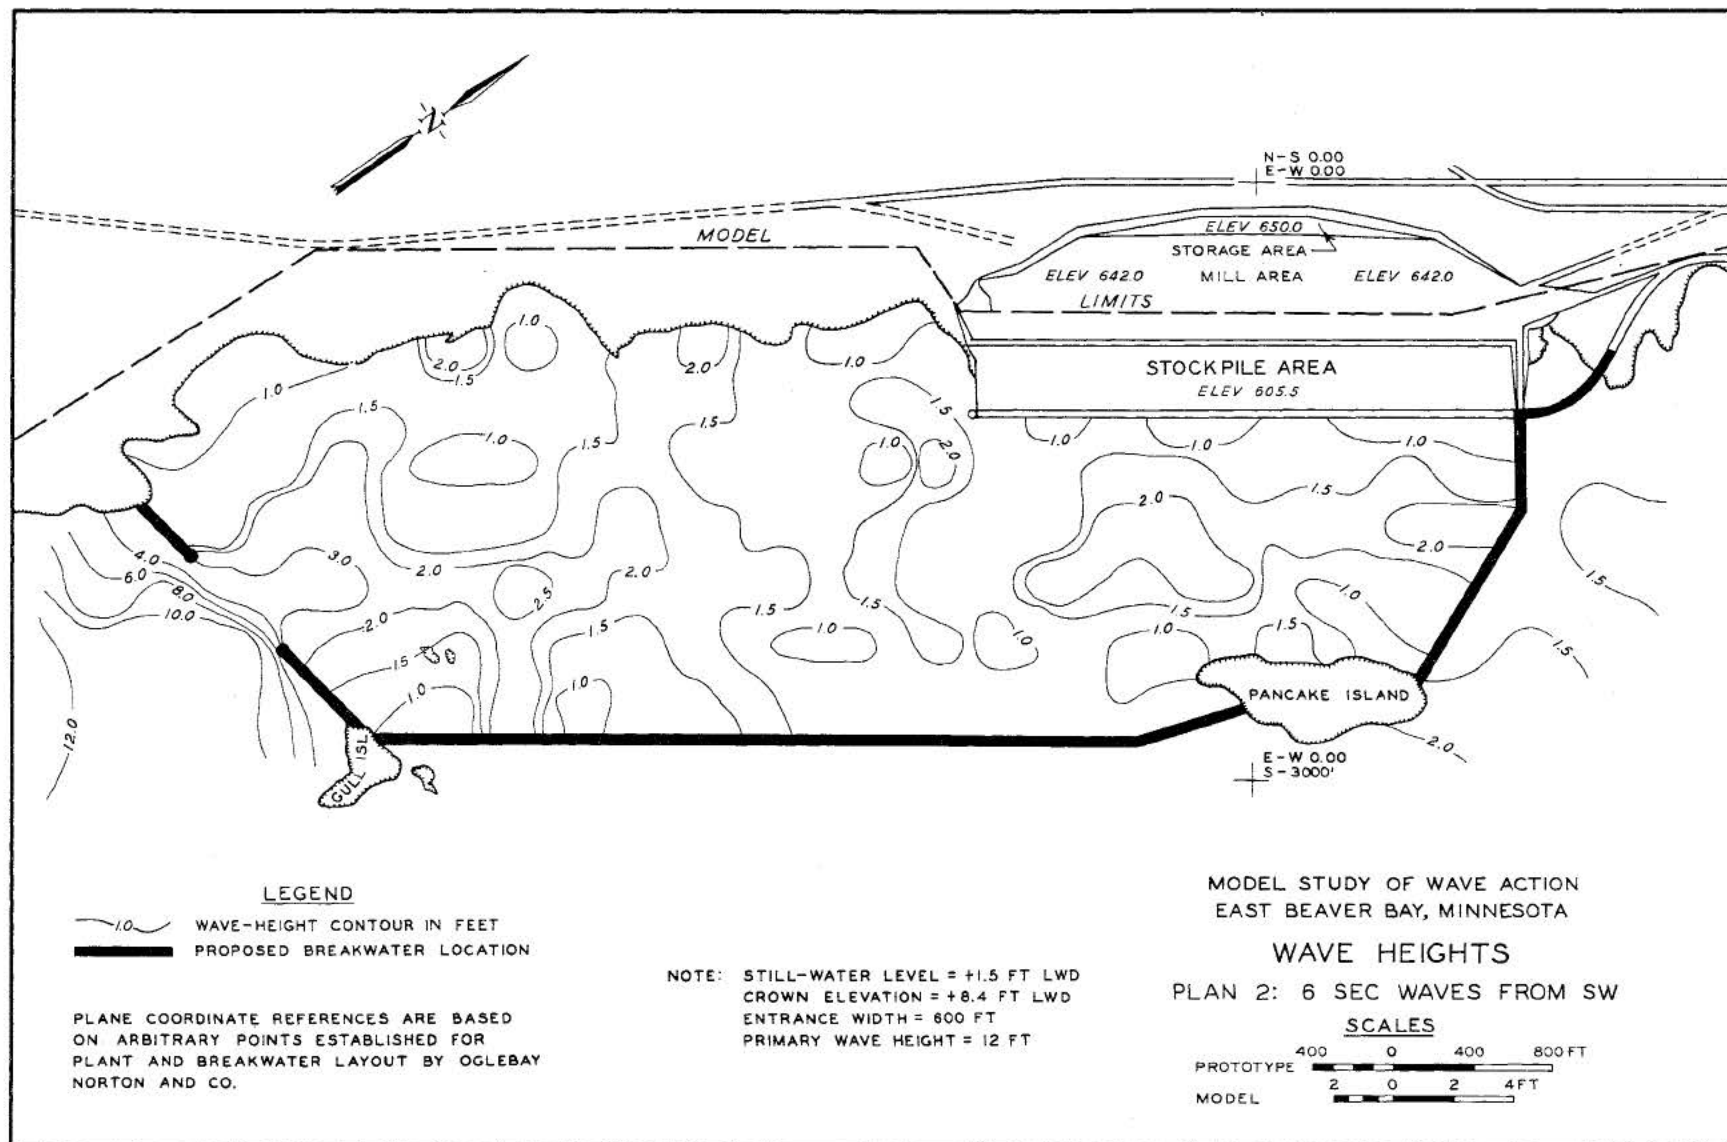 N
N-S 0.00
E-W 0.00
MODEL
ELEV 650.0
STORAGE AREA
ELEV 642.0 MILL AREA ELEV 642.0
LIMITS
STOCKPILE AREA
ELEV 605.5
1.0
2.0
1.5
2.0
1.0
1.0
1.5
1.5
1.5
1.5
1.0
1.0
2.0
1.0
1.0
1.0
1.5
2.0
2.0
4.0
6.0
8.0
10.0
3.0
2.0
2.5
2.0
2.0
1.5
1.0
1.5
1.5
1.5
1.0
1.0
1.5
1.0
1.0
1.5
1.5
1.5
1.0
12.0
2.0
GULL ISL
PANCAKE ISLAND
E-W 0.00
S-3000'
LEGEND
1.0 WAVE-HEIGHT CONTOUR IN FEET
PROPOSED BREAKWATER LOCATION
PLANE COORDINATE REFERENCES ARE BASED
ON ARBITRARY POINTS ESTABLISHED FOR
PLANT AND BREAKWATER LAYOUT BY OGLEBAY
NORTON AND CO.
NOTE: STILL-WATER LEVEL = +1.5 FT LWD
CROWN ELEVATION = +8.4 FT LWD
ENTRANCE WIDTH = 600 FT
PRIMARY WAVE HEIGHT = 12 FT
MODEL STUDY OF WAVE ACTION
EAST BEAVER BAY, MINNESOTA
WAVE HEIGHTS
PLAN 2: 6 SEC WAVES FROM SW
SCALES
400 0 400 800 FT
PROTOTYPE
2 0 2 4 FT
MODEL